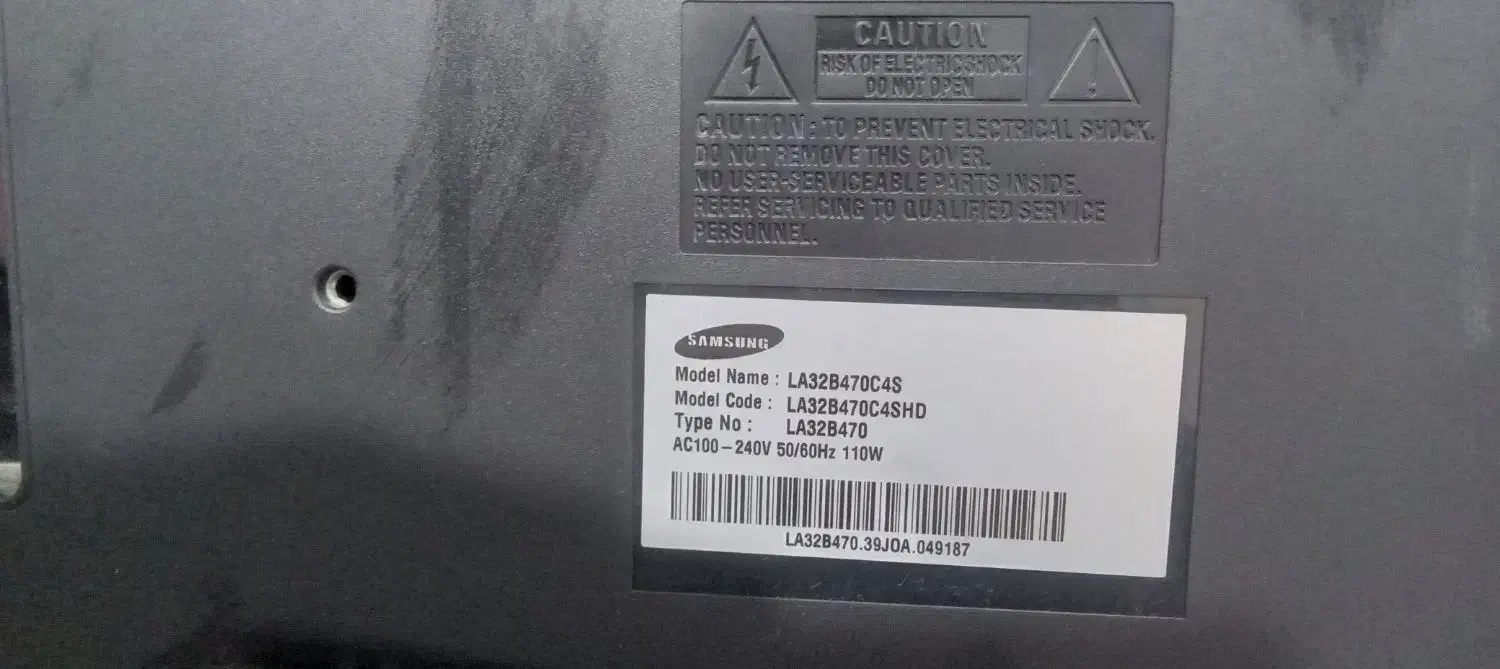 CAUTION
RISK OF ELECTRIC SHOCK
DO NOT OPEN
CAUTION : TO PREVENT ELECTRICAL SHOCK.
DO NOT REMOVE THIS COVER.
NO USER-SERVICEABLE PARTS INSIDE.
REFER SERVICING TO QUALIFIED SERVICE
PERSONNEL.
SAMSUNG
Model Name : LA32B470C4S
Model Code : LA32B470C4SHD
Type No : LA32B470
AC100-240V 50/60Hz 110W
LA32B470.39JOA.049187